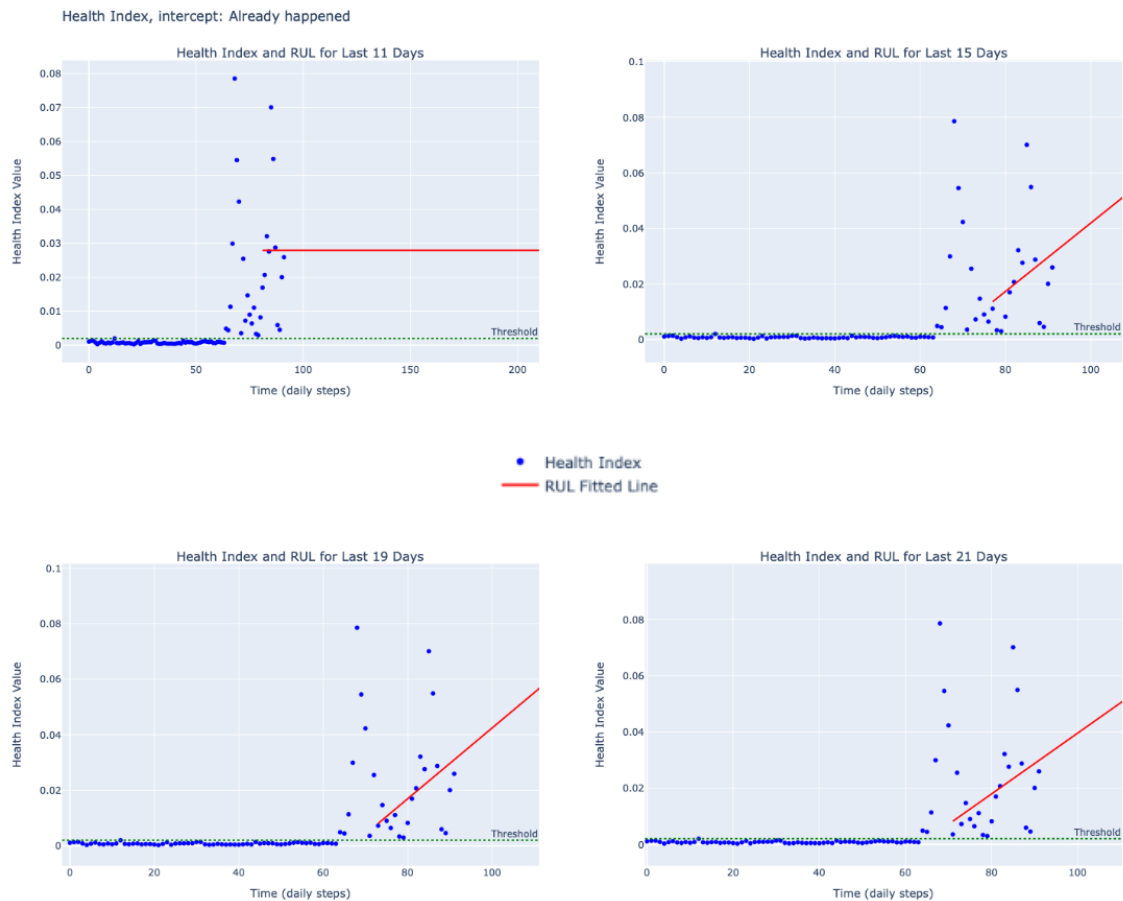 Health Index, intercept: Already happened
Health Index and RUL for Last 11 Days
0.08
0.07
0.06
0.05
0.04
0.03
0.02
0.01
0
Health Index Value
Threshold
0 50 100 150 200
Time (daily steps)
Health Index and RUL for Last 15 Days
0.1
0.08
0.06
0.04
0.02
0
Health Index Value
Threshold
0 20 40 60 80 100
Time (daily steps)
Health Index
RUL Fitted Line
Health Index and RUL for Last 19 Days
0.1
0.08
0.06
0.04
0.02
0
Health Index Value
Threshold
0 20 40 60 80 100
Time (daily steps)
Health Index and RUL for Last 21 Days
0.08
0.06
0.04
0.02
0
Health Index Value
Threshold
0 20 40 60 80 100
Time (daily steps)